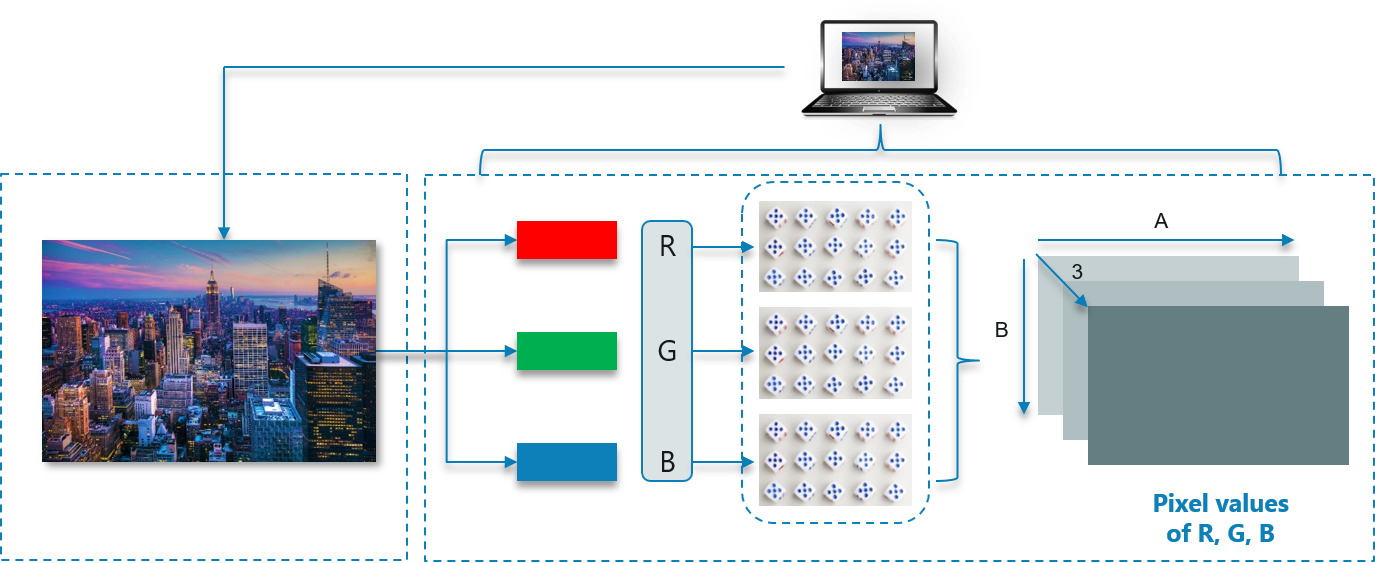 R
G
B
A
3
B
Pixel values
of R, G, B